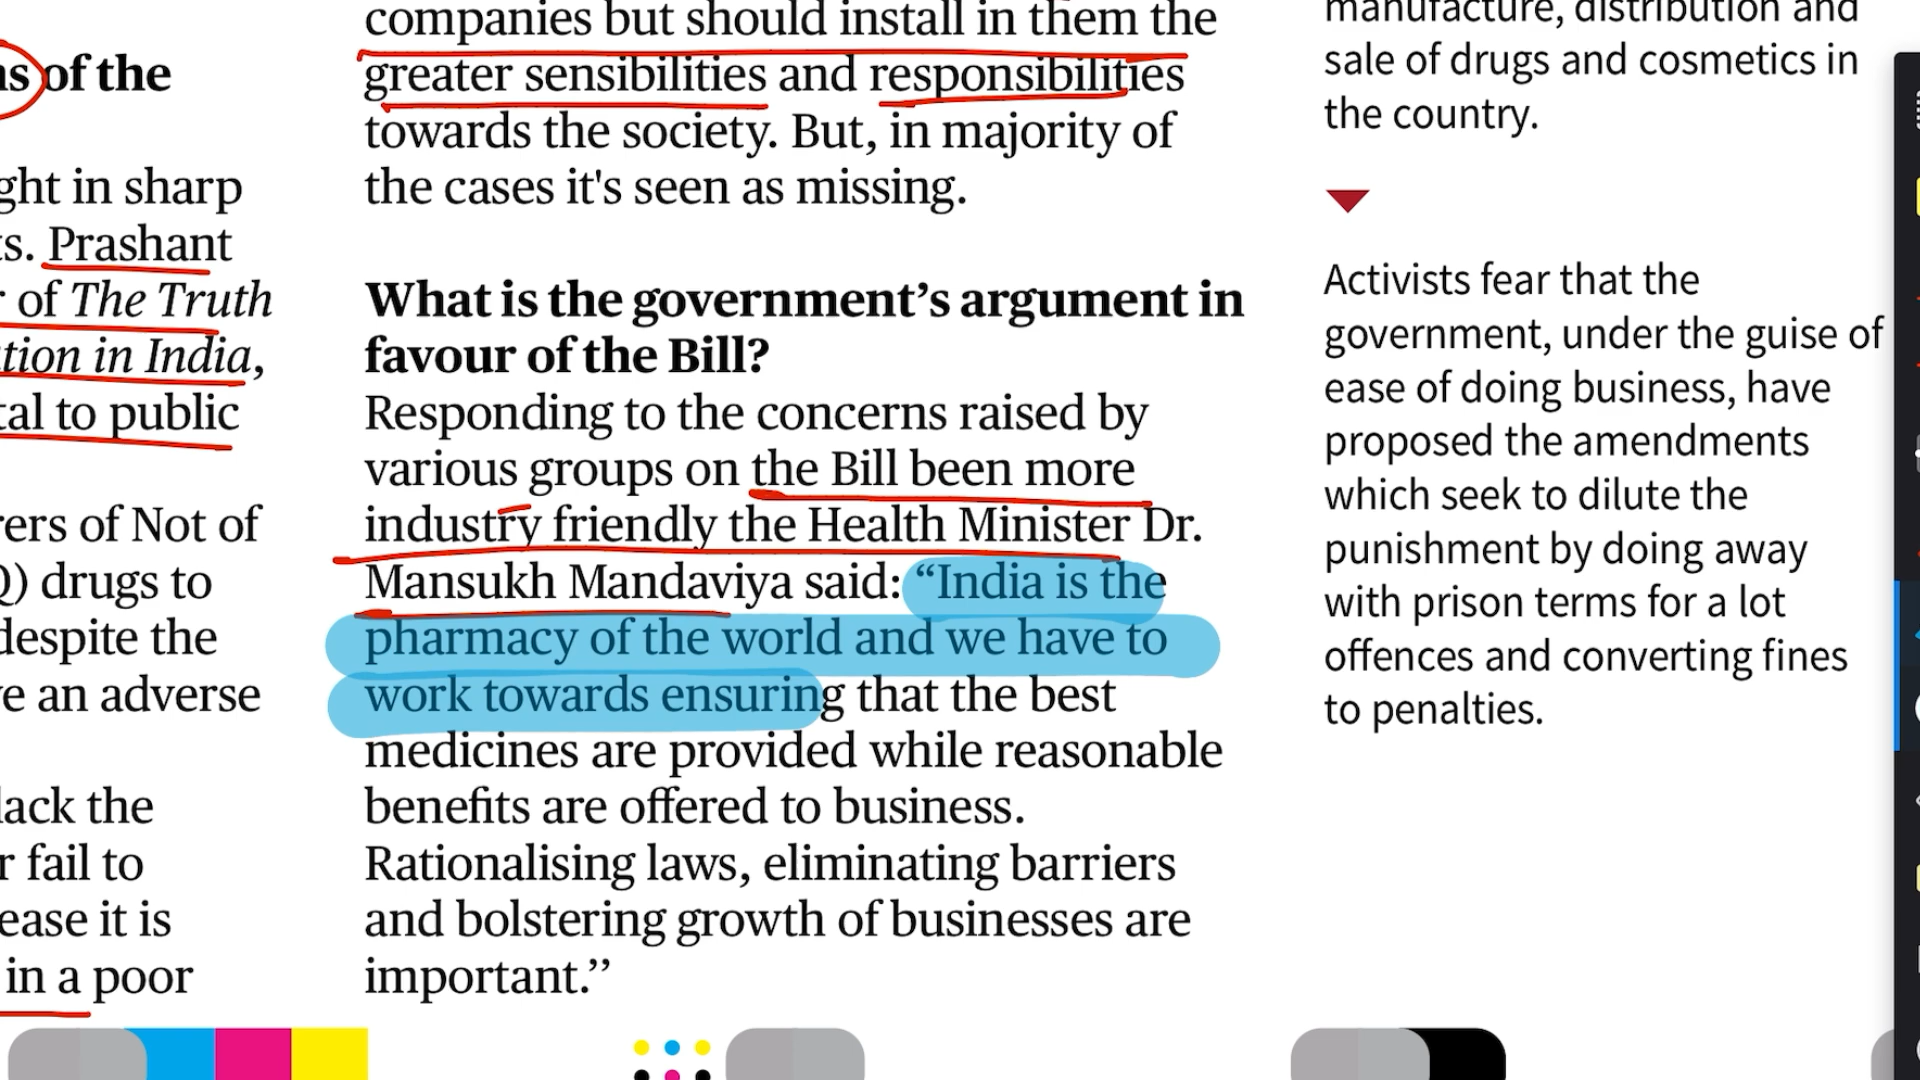 of the
ght in sharp
ts. Prashant
of The Truth
tion in India,
tal to public
rers of Not of
Q) drugs to
despite the
ve an adverse
lack the
r fail to
ease it is
in a poor
companies but should install in them the
greater sensibilities and responsibilities
towards the society. But, in majority of
the cases it's seen as missing.
What is the government’s argument in
favour of the Bill?
Responding to the concerns raised by
various groups on the Bill been more
industry friendly the Health Minister Dr.
Mansukh Mandaviya said: “India is the
pharmacy of the world and we have to
work towards ensuring that the best
medicines are provided while reasonable
benefits are offered to business.
Rationalising laws, eliminating barriers
and bolstering growth of businesses are
important.’’
manufacture, distribution and
sale of drugs and cosmetics in
the country.
Activists fear that the
government, under the guise of
ease of doing business, have
proposed the amendments
which seek to dilute the
punishment by doing away
with prison terms for a lot
offences and converting fines
to penalties.